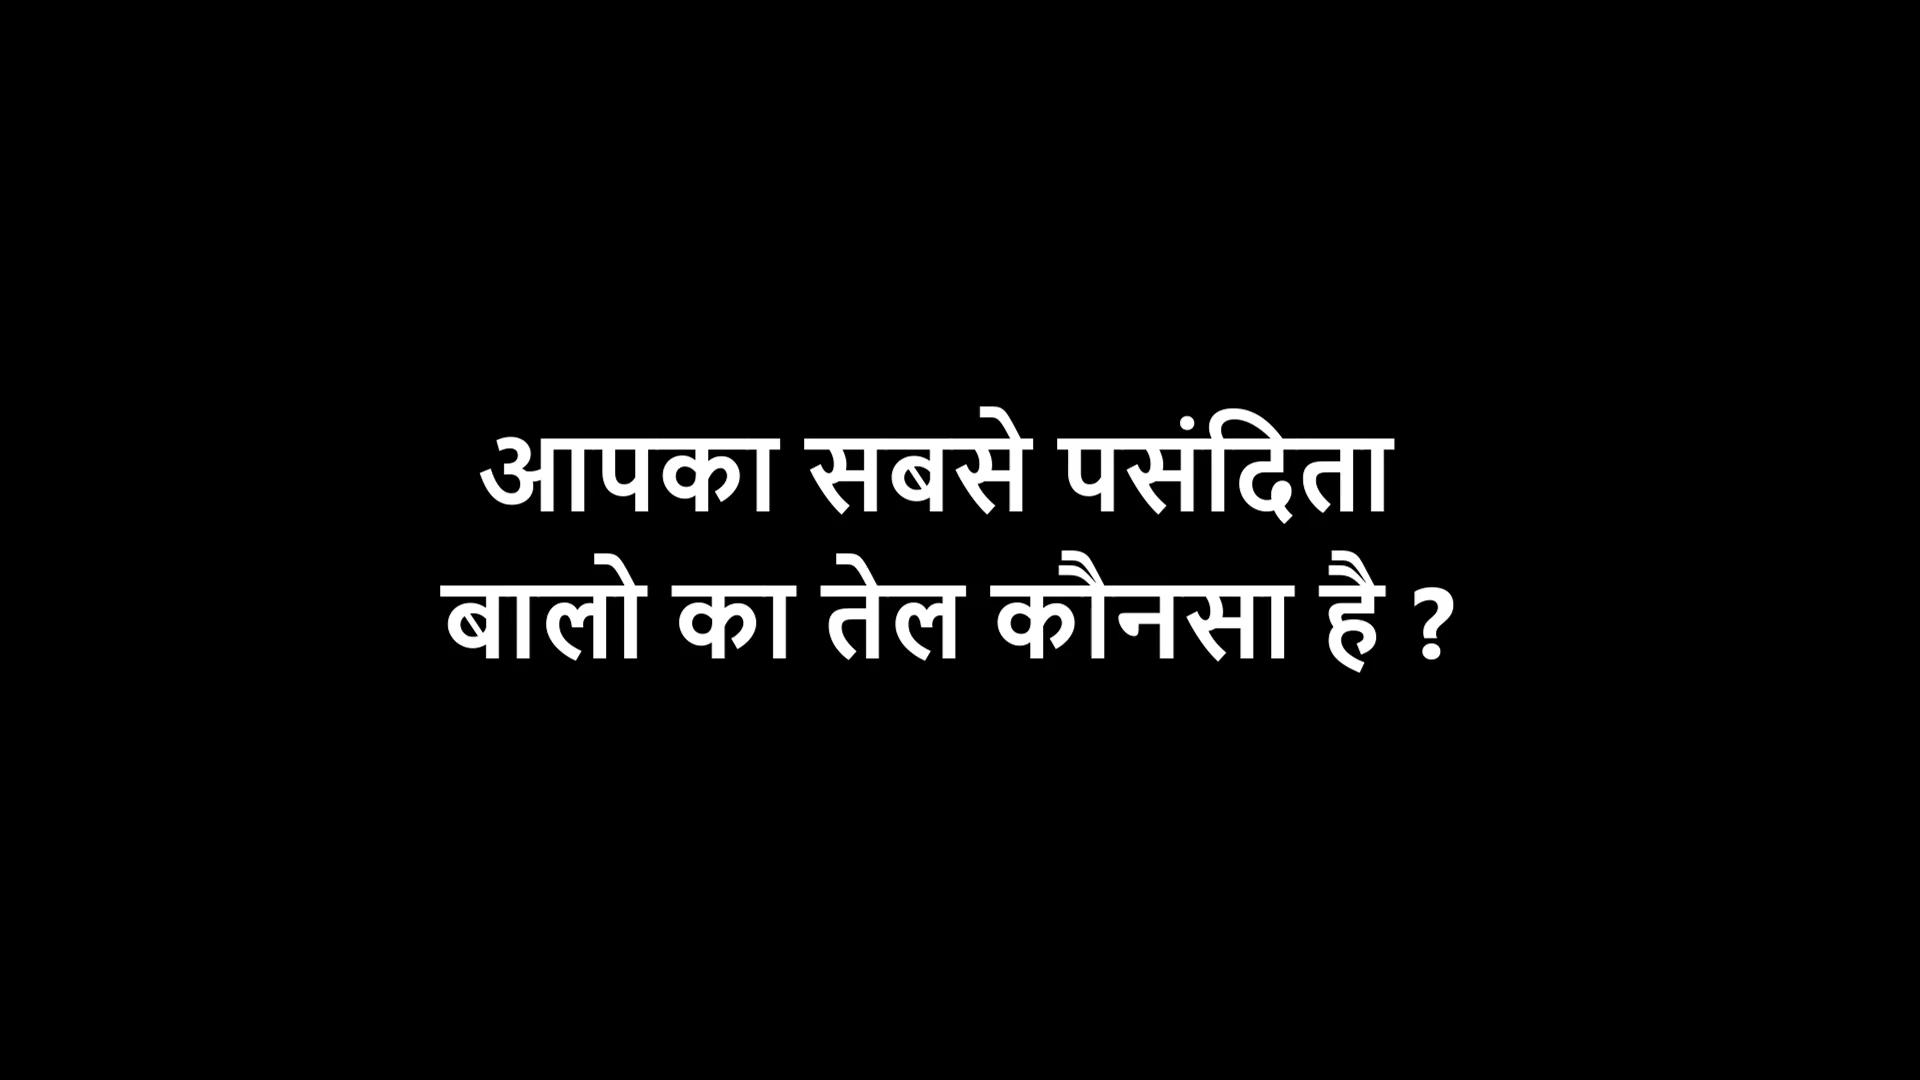 आपका सबसे पसंदिता
बालो का तेल कौनसा है ?